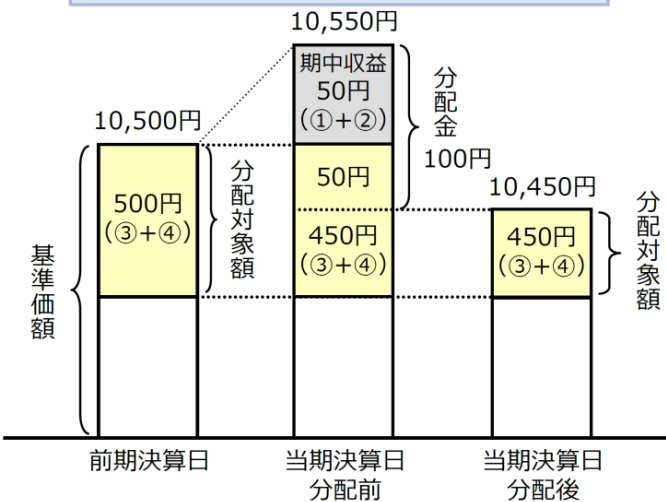 10,550円
期中収益
50円
(①+②)
分配金
100円
10,500円
500円
(③+④)
分配対象額
50円
450円
(③+④)
10,450円
450円
(③+④)
分配対象額
基準価額
前期決算日
当期決算日
分配前
当期決算日
分配後